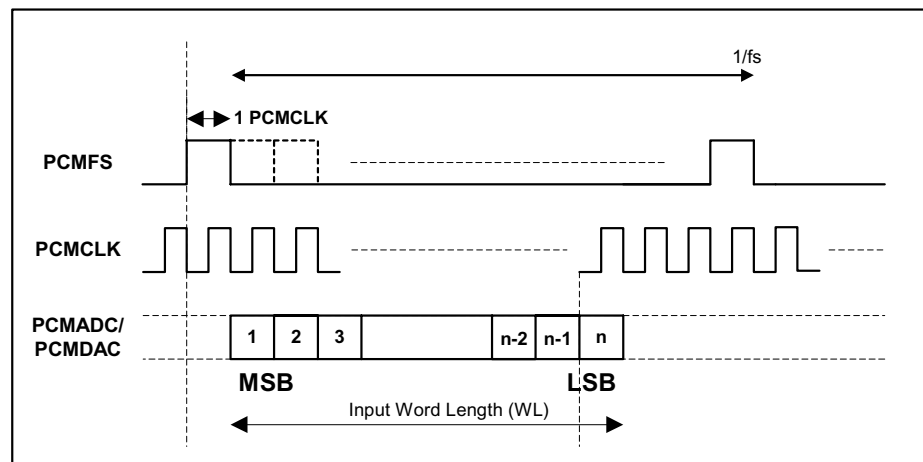 1/fs
1 PCMCLK
PCMFS
PCMCLK
PCMADC/
PCMDAC
1 2 3 n-2 n-1 n
MSB LSB
Input Word Length (WL)